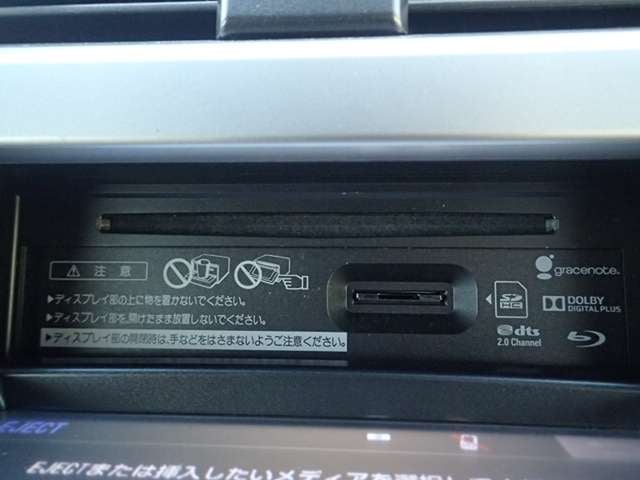 注意
▶ディスプレイ部の上に物を置かないでください。
▶ディスプレイ部を開けたまま放置しないでください。
▶ディスプレイ部の開閉時は、手などをはさまないようご注意ください。
gracenote.
SD
HC
DOLBY
DIGITAL PLUS
dts
2.0 Channel
EJECT
EJECTまたは挿入したいメディアを選択して